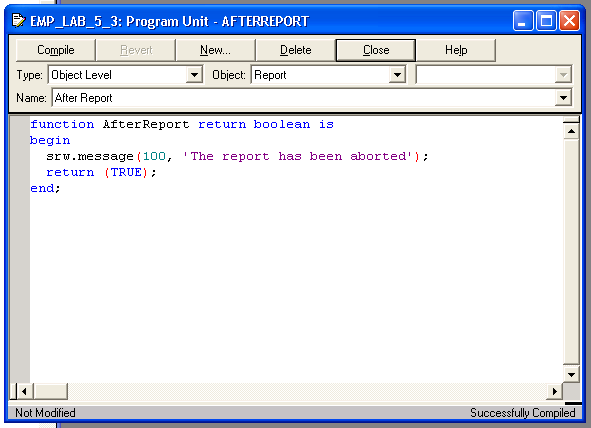 EMP_LAB_5_3: Program Unit - AFTERREPORT
Compile Revert New... Delete Close Help
Type: Object Level Object: Report
Name: After Report
function AfterReport return boolean is
begin
  srw.message(100, 'The report has been aborted');
  return (TRUE);
end;
Not Modified Successfully Compiled